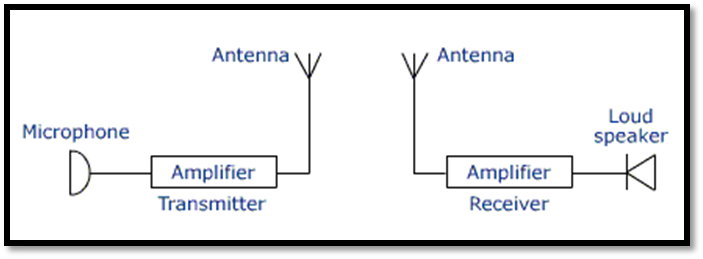 Antenna
Antenna
Microphone
Loud
speaker
Amplifier
Transmitter
Amplifier
Receiver